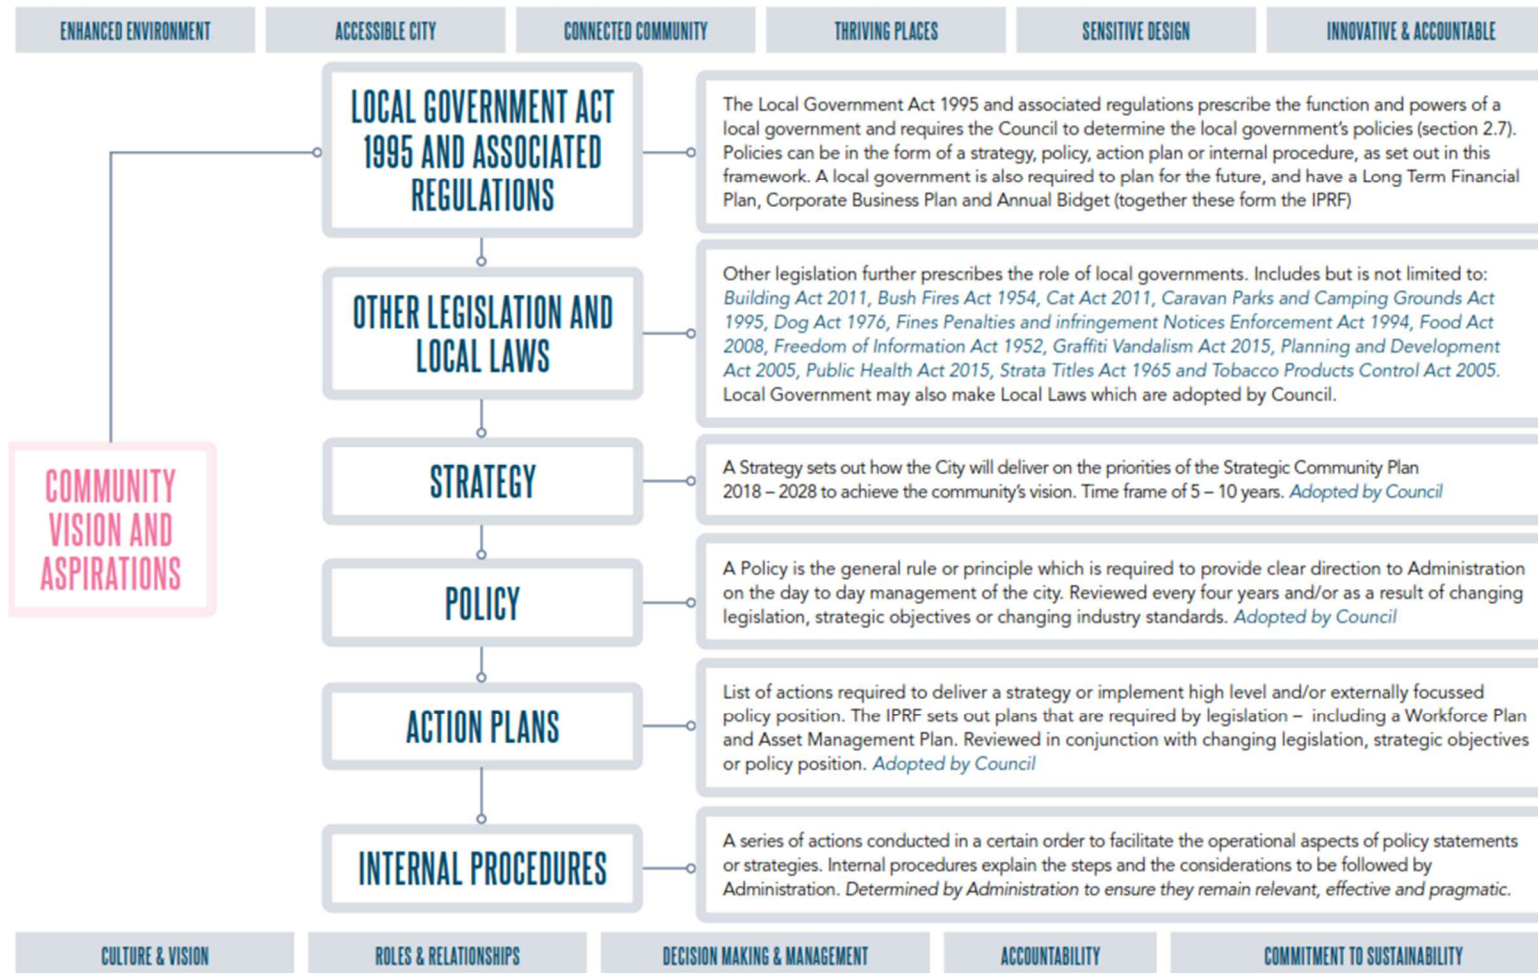 ENHANCED ENVIRONMENT
ACCESSIBLE CITY
CONNECTED COMMUNITY
THRIVING PLACES
SENSITIVE DESIGN
INNOVATIVE & ACCOUNTABLE
COMMUNITY
VISION AND
ASPIRATIONS
LOCAL GOVERNMENT ACT
1995 AND ASSOCIATED
REGULATIONS
The Local Government Act 1995 and associated regulations prescribe the function and powers of a
local government and requires the Council to determine the local government's policies (section 2.7).
Policies can be in the form of a strategy, policy, action plan or internal procedure, as set out in this
framework. A local government is also required to plan for the future, and have a Long Term Financial
Plan, Corporate Business Plan and Annual Budget (together these form the IPRF)
OTHER LEGISLATION AND
LOCAL LAWS
Other legislation further prescribes the role of local governments. Includes but is not limited to:
Building Act 2011, Bush Fires Act 1954, Cat Act 2011, Caravan Parks and Camping Grounds Act
1995, Dog Act 1976, Fines Penalties and infringement Notices Enforcement Act 1994, Food Act
2008, Freedom of Information Act 1952, Graffiti Vandalism Act 2015, Planning and Development
Act 2005, Public Health Act 2015, Strata Titles Act 1965 and Tobacco Products Control Act 2005.
Local Government may also make Local Laws which are adopted by Council.
STRATEGY
A Strategy sets out how the City will deliver on the priorities of the Strategic Community Plan
2018 – 2028 to achieve the community's vision. Time frame of 5 – 10 years. Adopted by Council
POLICY
A Policy is the general rule or principle which is required to provide clear direction to Administration
on the day to day management of the city. Reviewed every four years and/or as a result of changing
legislation, strategic objectives or changing industry standards. Adopted by Council
ACTION PLANS
List of actions required to deliver a strategy or implement high level and/or externally focussed
policy position. The IPRF sets out plans that are required by legislation – including a Workforce Plan
and Asset Management Plan. Reviewed in conjunction with changing legislation, strategic objectives
or policy position. Adopted by Council
INTERNAL PROCEDURES
A series of actions conducted in a certain order to facilitate the operational aspects of policy statements
or strategies. Internal procedures explain the steps and the considerations to be followed by
Administration. Determined by Administration to ensure they remain relevant, effective and pragmatic.
CULTURE & VISION
ROLES & RELATIONSHIPS
DECISION MAKING & MANAGEMENT
ACCOUNTABILITY
COMMITMENT TO SUSTAINABILITY